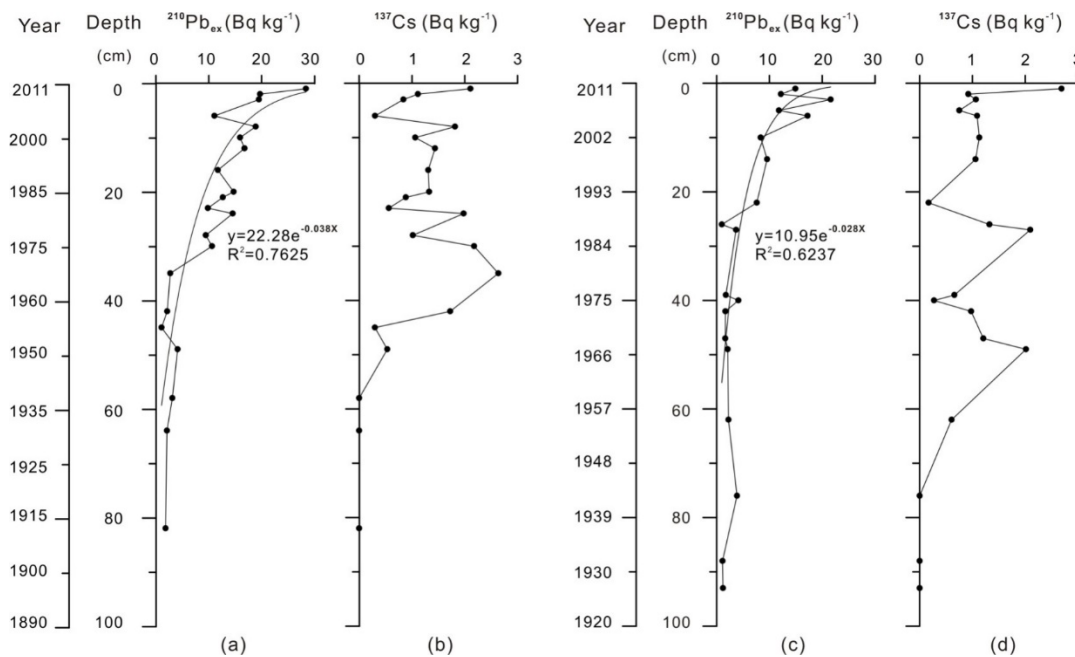 Year Depth ²¹⁰Pbₑₓ(Bq kg⁻¹) ¹³⁷Cs (Bq kg⁻¹) Year Depth ²¹⁰Pbₑₓ(Bq kg⁻¹) ¹³⁷Cs (Bq kg⁻¹)
(cm) 0 10 20 30 0 1 2 3 (cm) 0 10 20 30 0 1 2 3
2011 0 2011 0
2000 2002
1985 20 1993 20
y=22.28e⁻⁰·⁰³⁸ˣ y=10.95e⁻⁰·⁰²⁸ˣ
1975 R²=0.7625 1984 R²=0.6237
1960 40 1975 40
1950 1966
1935 60 1957 60
1925 1948
1915 80 1939 80
1900 1930
1890 100 1920 100
(a) (b) (c) (d)